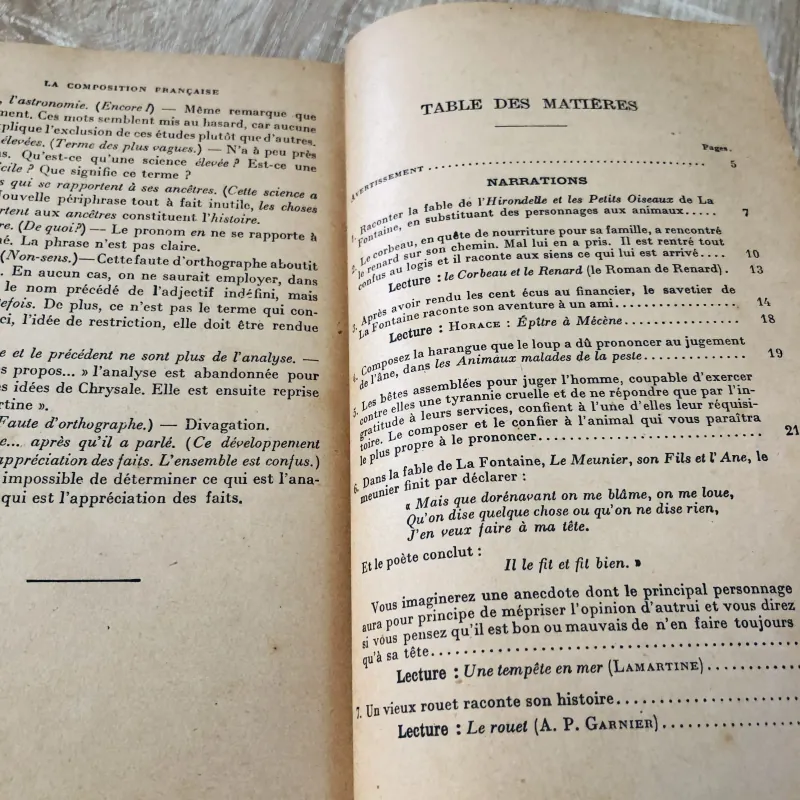 LA COMPOSITION FRANÇAISE
l'astronomie. (Encore !) — Même remarque que
ment. Ces mots semblent mis au hasard, car aucune
plique l'exclusion de ces études plutôt que d'autres.
élevées. (Terme des plus vagues.) — N'a à peu près
s. Qu'est-ce qu'une science élevée ? Est-ce une
cile ? Que signifie ce terme ?
s qui se rapportent à ses ancêtres. (Cette science a
Nouvelle périphrase tout à fait inutile, les choses
ortent aux ancêtres constituent l'histoire.
re. (De quoi?) — Le pronom en ne se rapporte à
é. La phrase n'est pas claire.
(Non-sens.) — Cette faute d'orthographe aboutit
. En aucun cas, on ne saurait employer, dans
le nom précédé de l'adjectif indéfini, mais
efois. De plus, ce n'est pas le terme qui con-
ci, l'idée de restriction, elle doit être rendue
e et le précédent ne sont plus de l'analyse. —
es propos... » l'analyse est abandonnée pour
es idées de Chrysale. Elle est ensuite reprise
rtine ».
Faute d'orthographe.) — Divagation.
e... après qu'il a parlé. (Ce développement
appréciation des faits. L'ensemble est confus.)
impossible de déterminer ce qui est l'ana-
qui est l'appréciation des faits.
TABLE DES MATIÈRES
Pages.
AVERTISSEMENT ........ 5
NARRATIONS
1. Raconter la fable de l'Hirondelle et les Petits Oiseaux de La
Fontaine, en substituant des personnages aux animaux..... 7
2. Le corbeau, en quête de nourriture pour sa famille, a rencontré
le renard sur son chemin. Mal lui en a pris. Il est rentré tout
confus au logis et il raconte aux siens ce qui lui est arrivé.... 10
Lecture : le Corbeau et le Renard (le Roman de Renard). 13
3. Après avoir rendu les cent écus au financier, le savetier de
La Fontaine raconte son aventure à un ami.............. 14
Lecture : HORACE : Épître à Mécène.............. 18
4. Composez la harangue que le loup a dû prononcer au jugement
de l'âne, dans les Animaux malades de la peste............ 19
5. Les bêtes assemblées pour juger l'homme, coupable d'exercer
contre elles une tyrannie cruelle et de ne répondre que par l'in-
gratitude à leurs services, confient à l'une d'elles leur réquisi-
toire. Le composer et le confier à l'animal qui vous paraîtra
le plus propre à le prononcer........................ 21
6. Dans la fable de La Fontaine, Le Meunier, son Fils et l'Ane, le
meunier finit par déclarer :
« Mais que dorénavant on me blâme, on me loue,
Qu'on dise quelque chose ou qu'on ne dise rien,
J'en veux faire à ma tête.
Et le poète conclut :
Il le fit et fit bien. »
Vous imaginerez une anecdote dont le principal personnage
aura pour principe de mépriser l'opinion d'autrui et vous direz
si vous pensez qu'il est bon ou mauvais de n'en faire toujours
qu'à sa tête........................................
Lecture : Une tempête en mer (LAMARTINE)............
7. Un vieux rouet raconte son histoire....................
Lecture : Le rouet (A. P. GARNIER)................